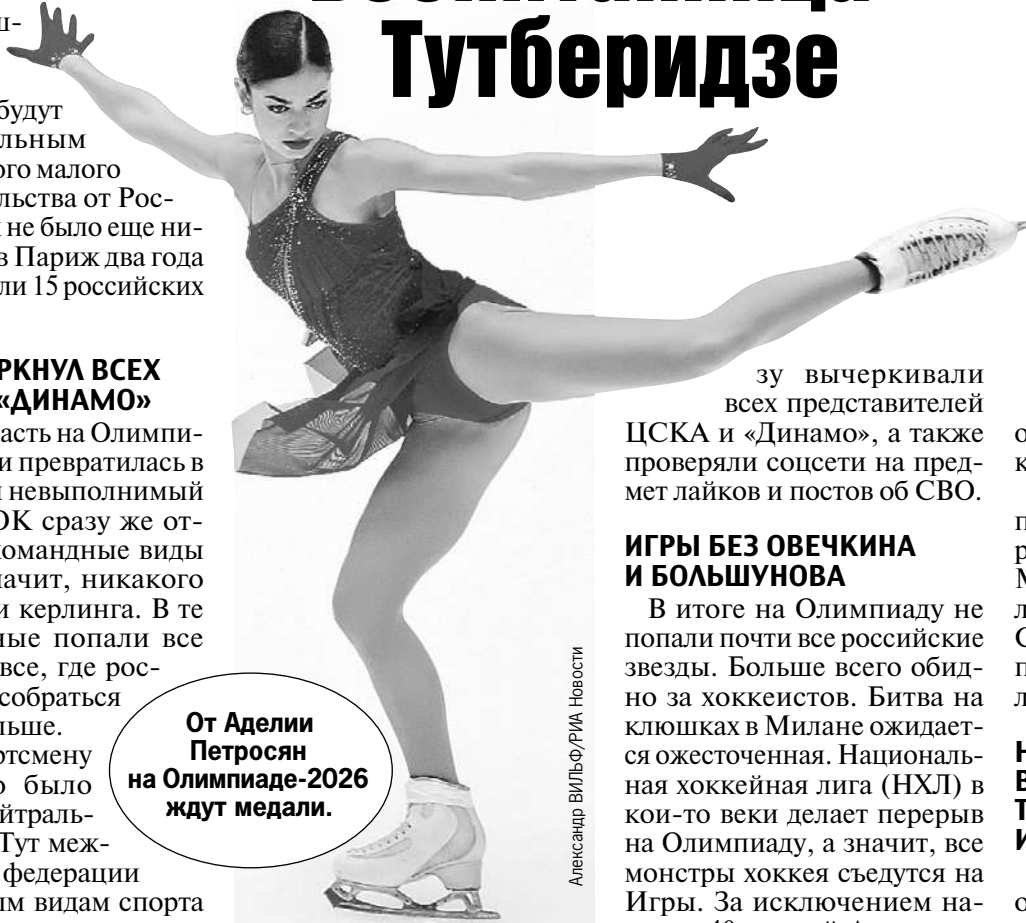 воспитанница
Тутберидзе
ш-
будут
льным
ого малого
льства от Рос-
не было еще ни-
в Париж два года
ли 15 российских
РКНУЛ ВСЕХ
«ДИНАМО»
асть на Олимпи-
и превратилась в
невыполнимый
ОК сразу же от-
командные виды
ачит, никакого
и керлинга. В те
ные попали все
все, где рос-
собраться
льше.
ртсмену
о было
йтраль-
Тут меж-
федерации
ым видам спорта
От Аделии
Петросян
на Олимпиаде-2026
ждут медали.
Александр ВИЛЬФ/РИА Новости
зу вычеркивали
всех представителей
ЦСКА и «Динамо», а также
проверяли соцсети на пред-
мет лайков и постов об СВО.
ИГРЫ БЕЗ ОВЕЧКИНА
И БОЛЬШУНОВА
В итоге на Олимпиаду не
попали почти все российские
звезды. Больше всего обид-
но за хоккеистов. Битва на
клюшках в Милане ожидает-
ся ожесточенная. Националь-
ная хоккейная лига (НХЛ) в
кои-то веки делает перерыв
на Олимпиаду, а значит, все
монстры хоккея съедутся на
Игры. За исключением на-